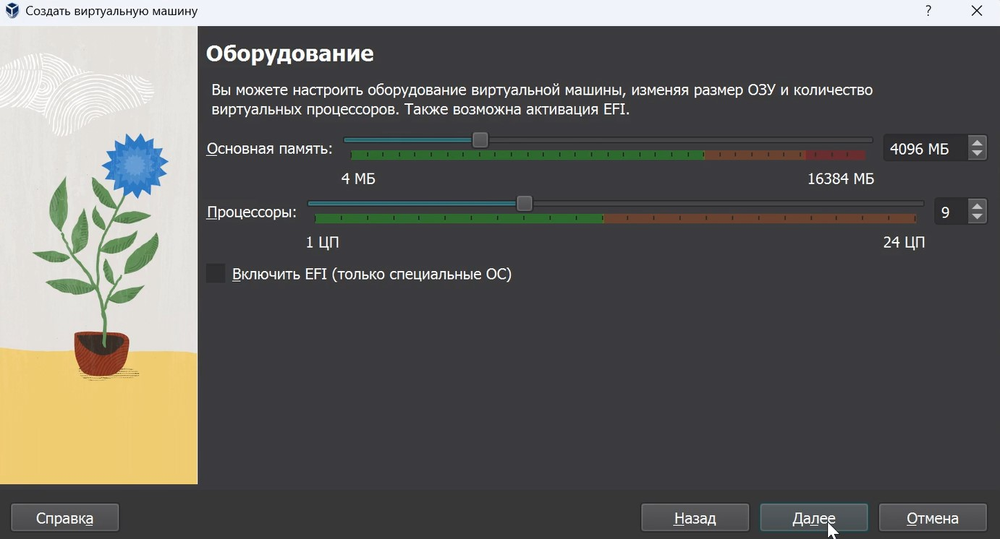 Создать виртуальную машину
?
Оборудование
Вы можете настроить оборудование виртуальной машины, изменяя размер ОЗУ и количество
виртуальных процессоров. Также возможна активация EFI.
Основная память:
4096 МБ
4 МБ
16384 МБ
Процессоры:
9
1 ЦП
24 ЦП
Включить EFI (только специальные ОС)
Справка
Назад
Далее
Отмена